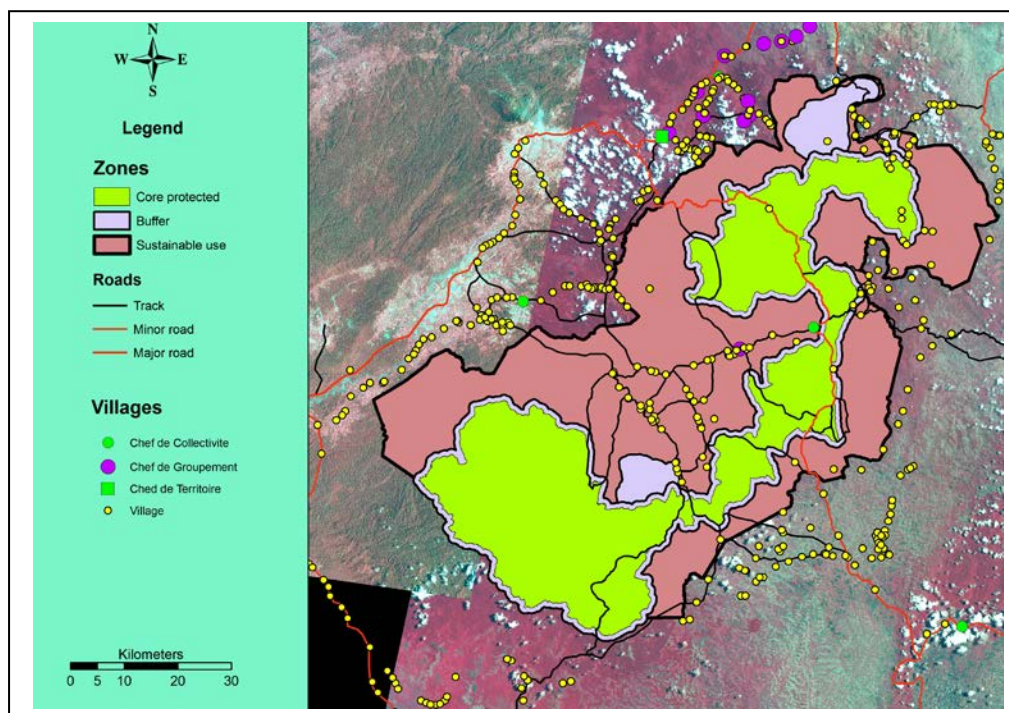 N
W E
S
Legend
Zones
Core protected
Buffer
Sustainable use
Roads
Track
Minor road
Major road
Villages
Chef de Collectivite
Chef de Groupement
Ched de Territoire
Village
Kilometers
0 5 10 20 30